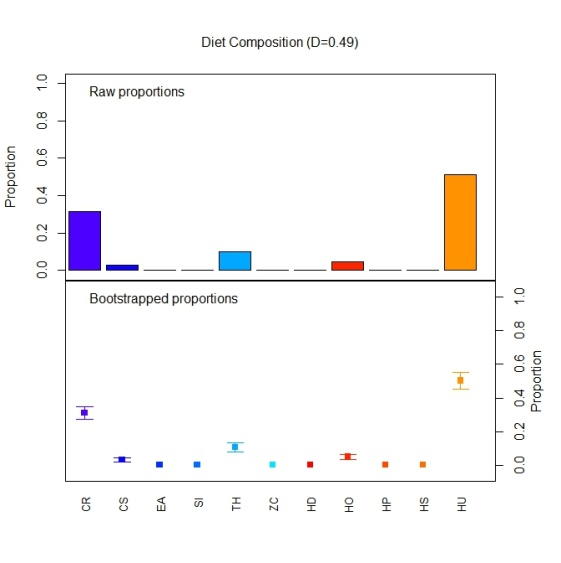 Diet Composition (D=0.49)
Raw proportions
Proportion
1.0
0.8
0.6
0.4
0.2
0.0
Bootstrapped proportions
Proportion
1.0
0.8
0.6
0.4
0.2
0.0
CR CS EA SI TH ZC HD HO HP HS HU